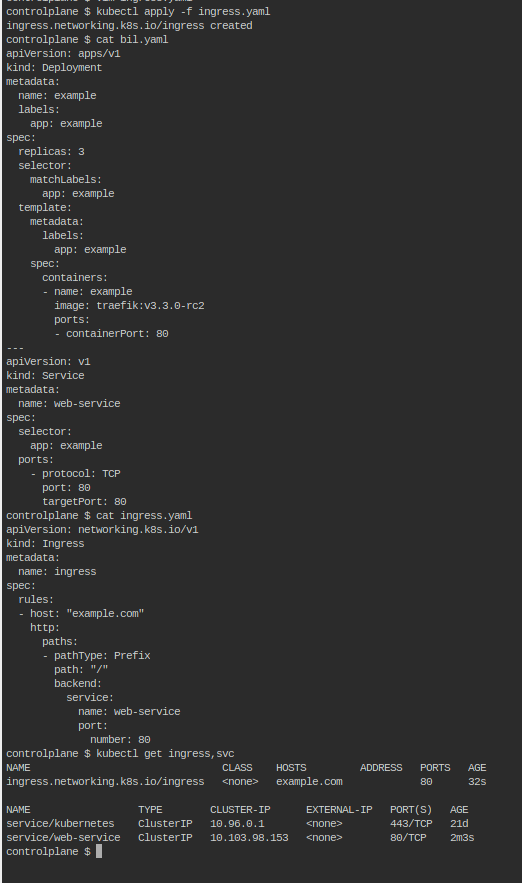 controlplane $ vim ingress.yaml
controlplane $ kubectl apply -f ingress.yaml
ingress.networking.k8s.io/ingress created
controlplane $ cat bil.yaml
apiVersion: apps/v1
kind: Deployment
metadata:
  name: example
  labels:
    app: example
spec:
  replicas: 3
  selector:
    matchLabels:
      app: example
  template:
    metadata:
      labels:
        app: example
    spec:
      containers:
      - name: example
        image: traefik:v3.3.0-rc2
        ports:
        - containerPort: 80
---
apiVersion: v1
kind: Service
metadata:
  name: web-service
spec:
  selector:
    app: example
  ports:
    - protocol: TCP
      port: 80
      targetPort: 80
controlplane $ cat ingress.yaml
apiVersion: networking.k8s.io/v1
kind: Ingress
metadata:
  name: ingress
spec:
  rules:
  - host: "example.com"
    http:
      paths:
      - pathType: Prefix
        path: "/"
        backend:
          service:
            name: web-service
            port:
              number: 80
controlplane $ kubectl get ingress,svc
NAME                                CLASS    HOSTS         ADDRESS   PORTS   AGE
ingress.networking.k8s.io/ingress   <none>   example.com             80      32s

NAME                  TYPE        CLUSTER-IP      EXTERNAL-IP   PORT(S)   AGE
service/kubernetes    ClusterIP   10.96.0.1       <none>        443/TCP   21d
service/web-service   ClusterIP   10.103.98.153   <none>        80/TCP    2m3s
controlplane $